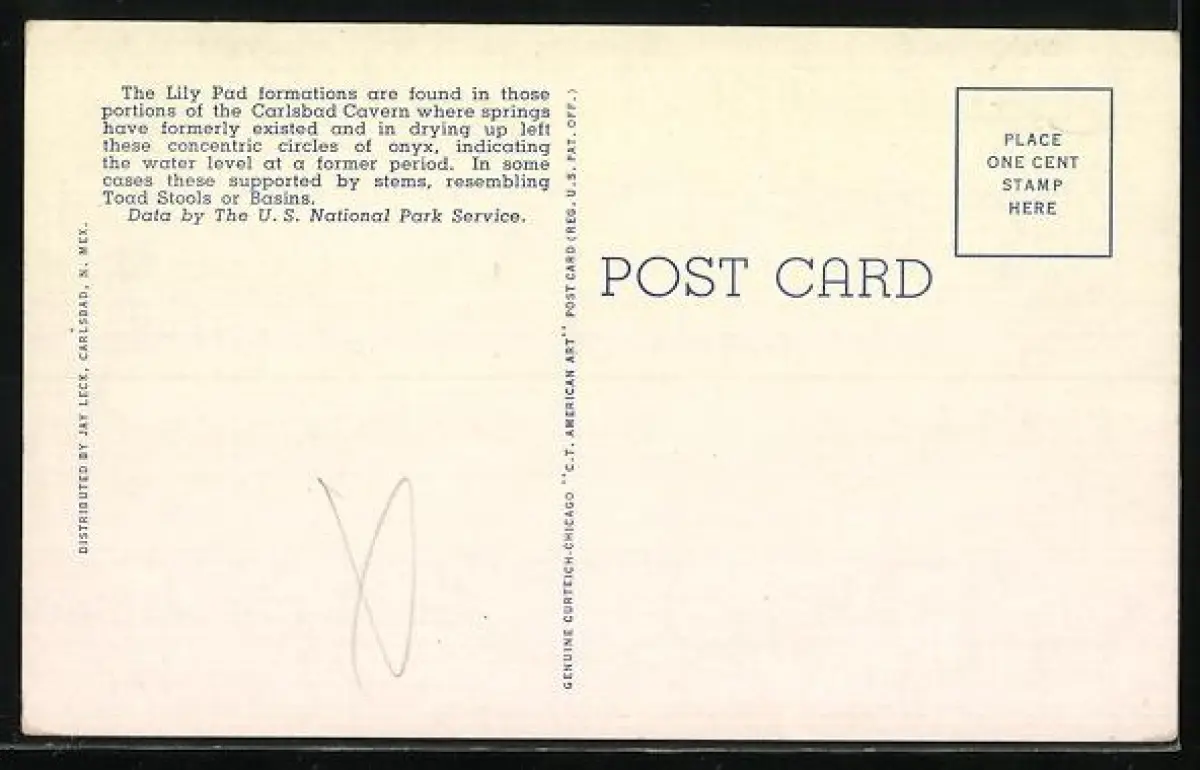 The Lily Pad formations are found in those
portions of the Carlsbad Cavern where springs
have formerly existed and in drying up left
these concentric circles of onyx, indicating
the water level at a former period. In some
cases these supported by stems, resembling
Toad Stools or Basins.
Data by The U. S. National Park Service.
DISTRIBUTED BY JAY LECK, CARLSBAD, N. MEX.
GENUINE CURTEICH-CHICAGO "C.T. AMERICAN ART" POST CARD (REG. U.S. PAT. OFF.)
POST CARD
PLACE
ONE CENT
STAMP
HERE